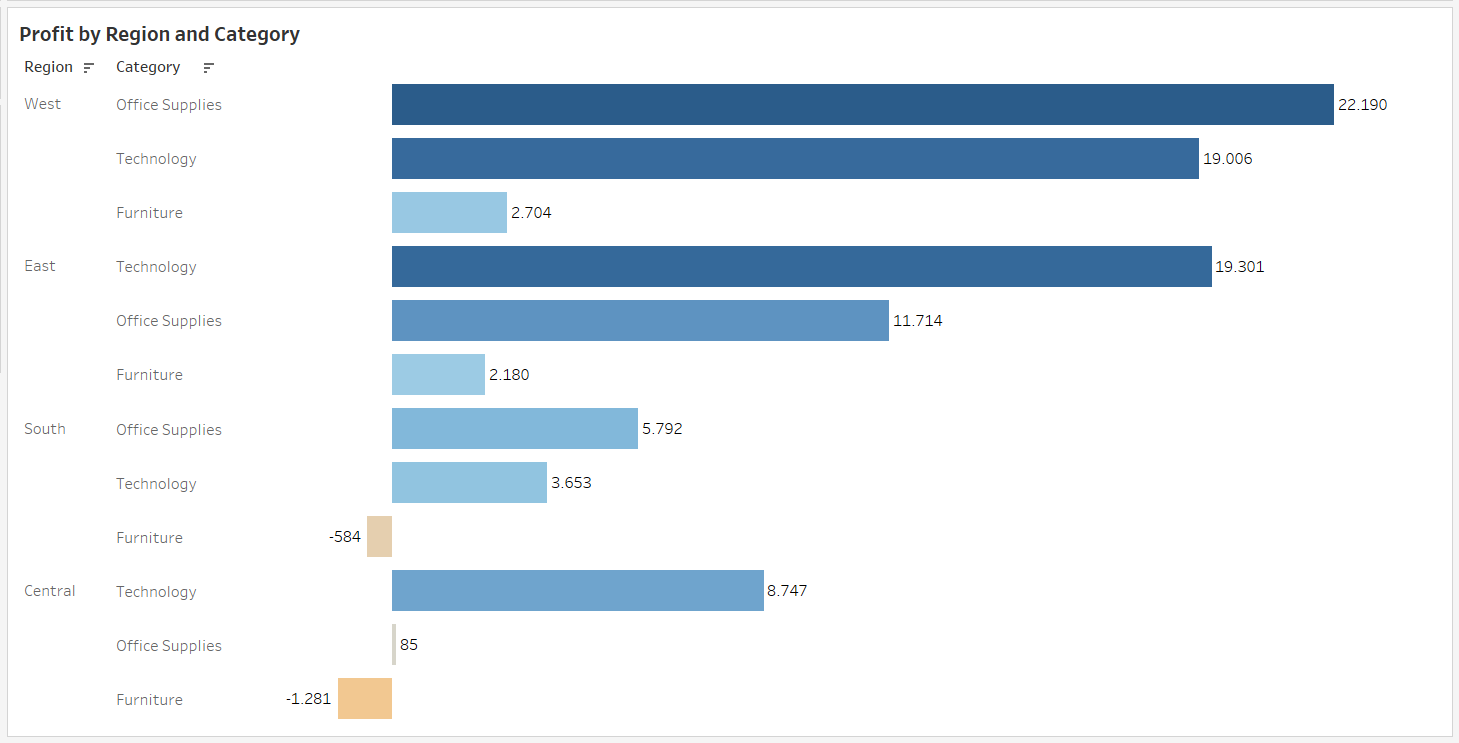 Profit by Region and Category
Region Category
West Office Supplies 22.190
Technology 19.006
Furniture 2.704
East Technology 19.301
Office Supplies 11.714
Furniture 2.180
South Office Supplies 5.792
Technology 3.653
Furniture -584
Central Technology 8.747
Office Supplies 85
Furniture -1.281